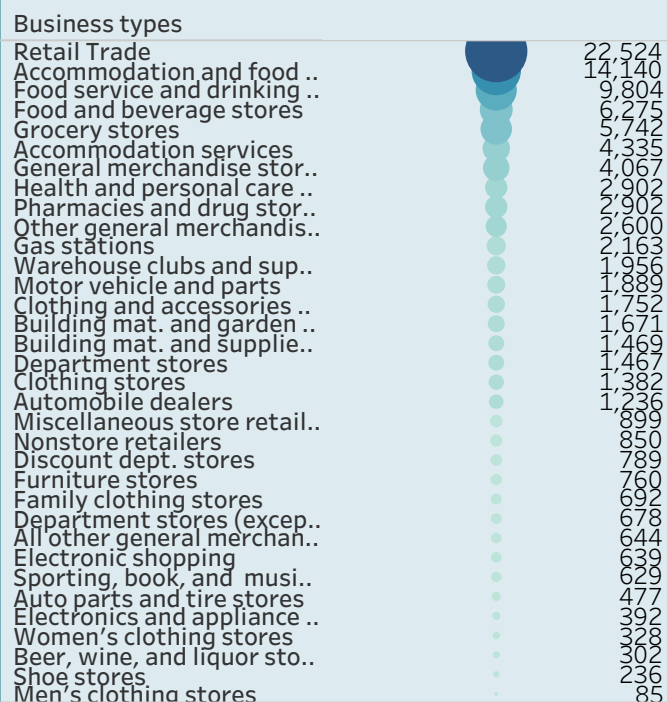 Business types
Retail Trade 22,524
Accommodation and food .. 14,140
Food service and drinking .. 9,804
Food and beverage stores 6,275
Grocery stores 5,742
Accommodation services 4,335
General merchandise stor.. 4,067
Health and personal care .. 2,902
Pharmacies and drug stor.. 2,902
Other general merchandis.. 2,600
Gas stations 2,163
Warehouse clubs and sup.. 1,956
Motor vehicle and parts 1,889
Clothing and accessories .. 1,752
Building mat. and garden .. 1,671
Building mat. and supplie.. 1,469
Department stores 1,467
Clothing stores 1,382
Automobile dealers 1,236
Miscellaneous store retail.. 899
Nonstore retailers 850
Discount dept. stores 789
Furniture stores 760
Family clothing stores 692
Department stores (excep.. 678
All other general merchan.. 644
Electronic shopping 639
Sporting, book, and musi.. 629
Auto parts and tire stores 477
Electronics and appliance .. 392
Women's clothing stores 328
Beer, wine, and liquor sto.. 302
Shoe stores 236
Men's clothing stores 85